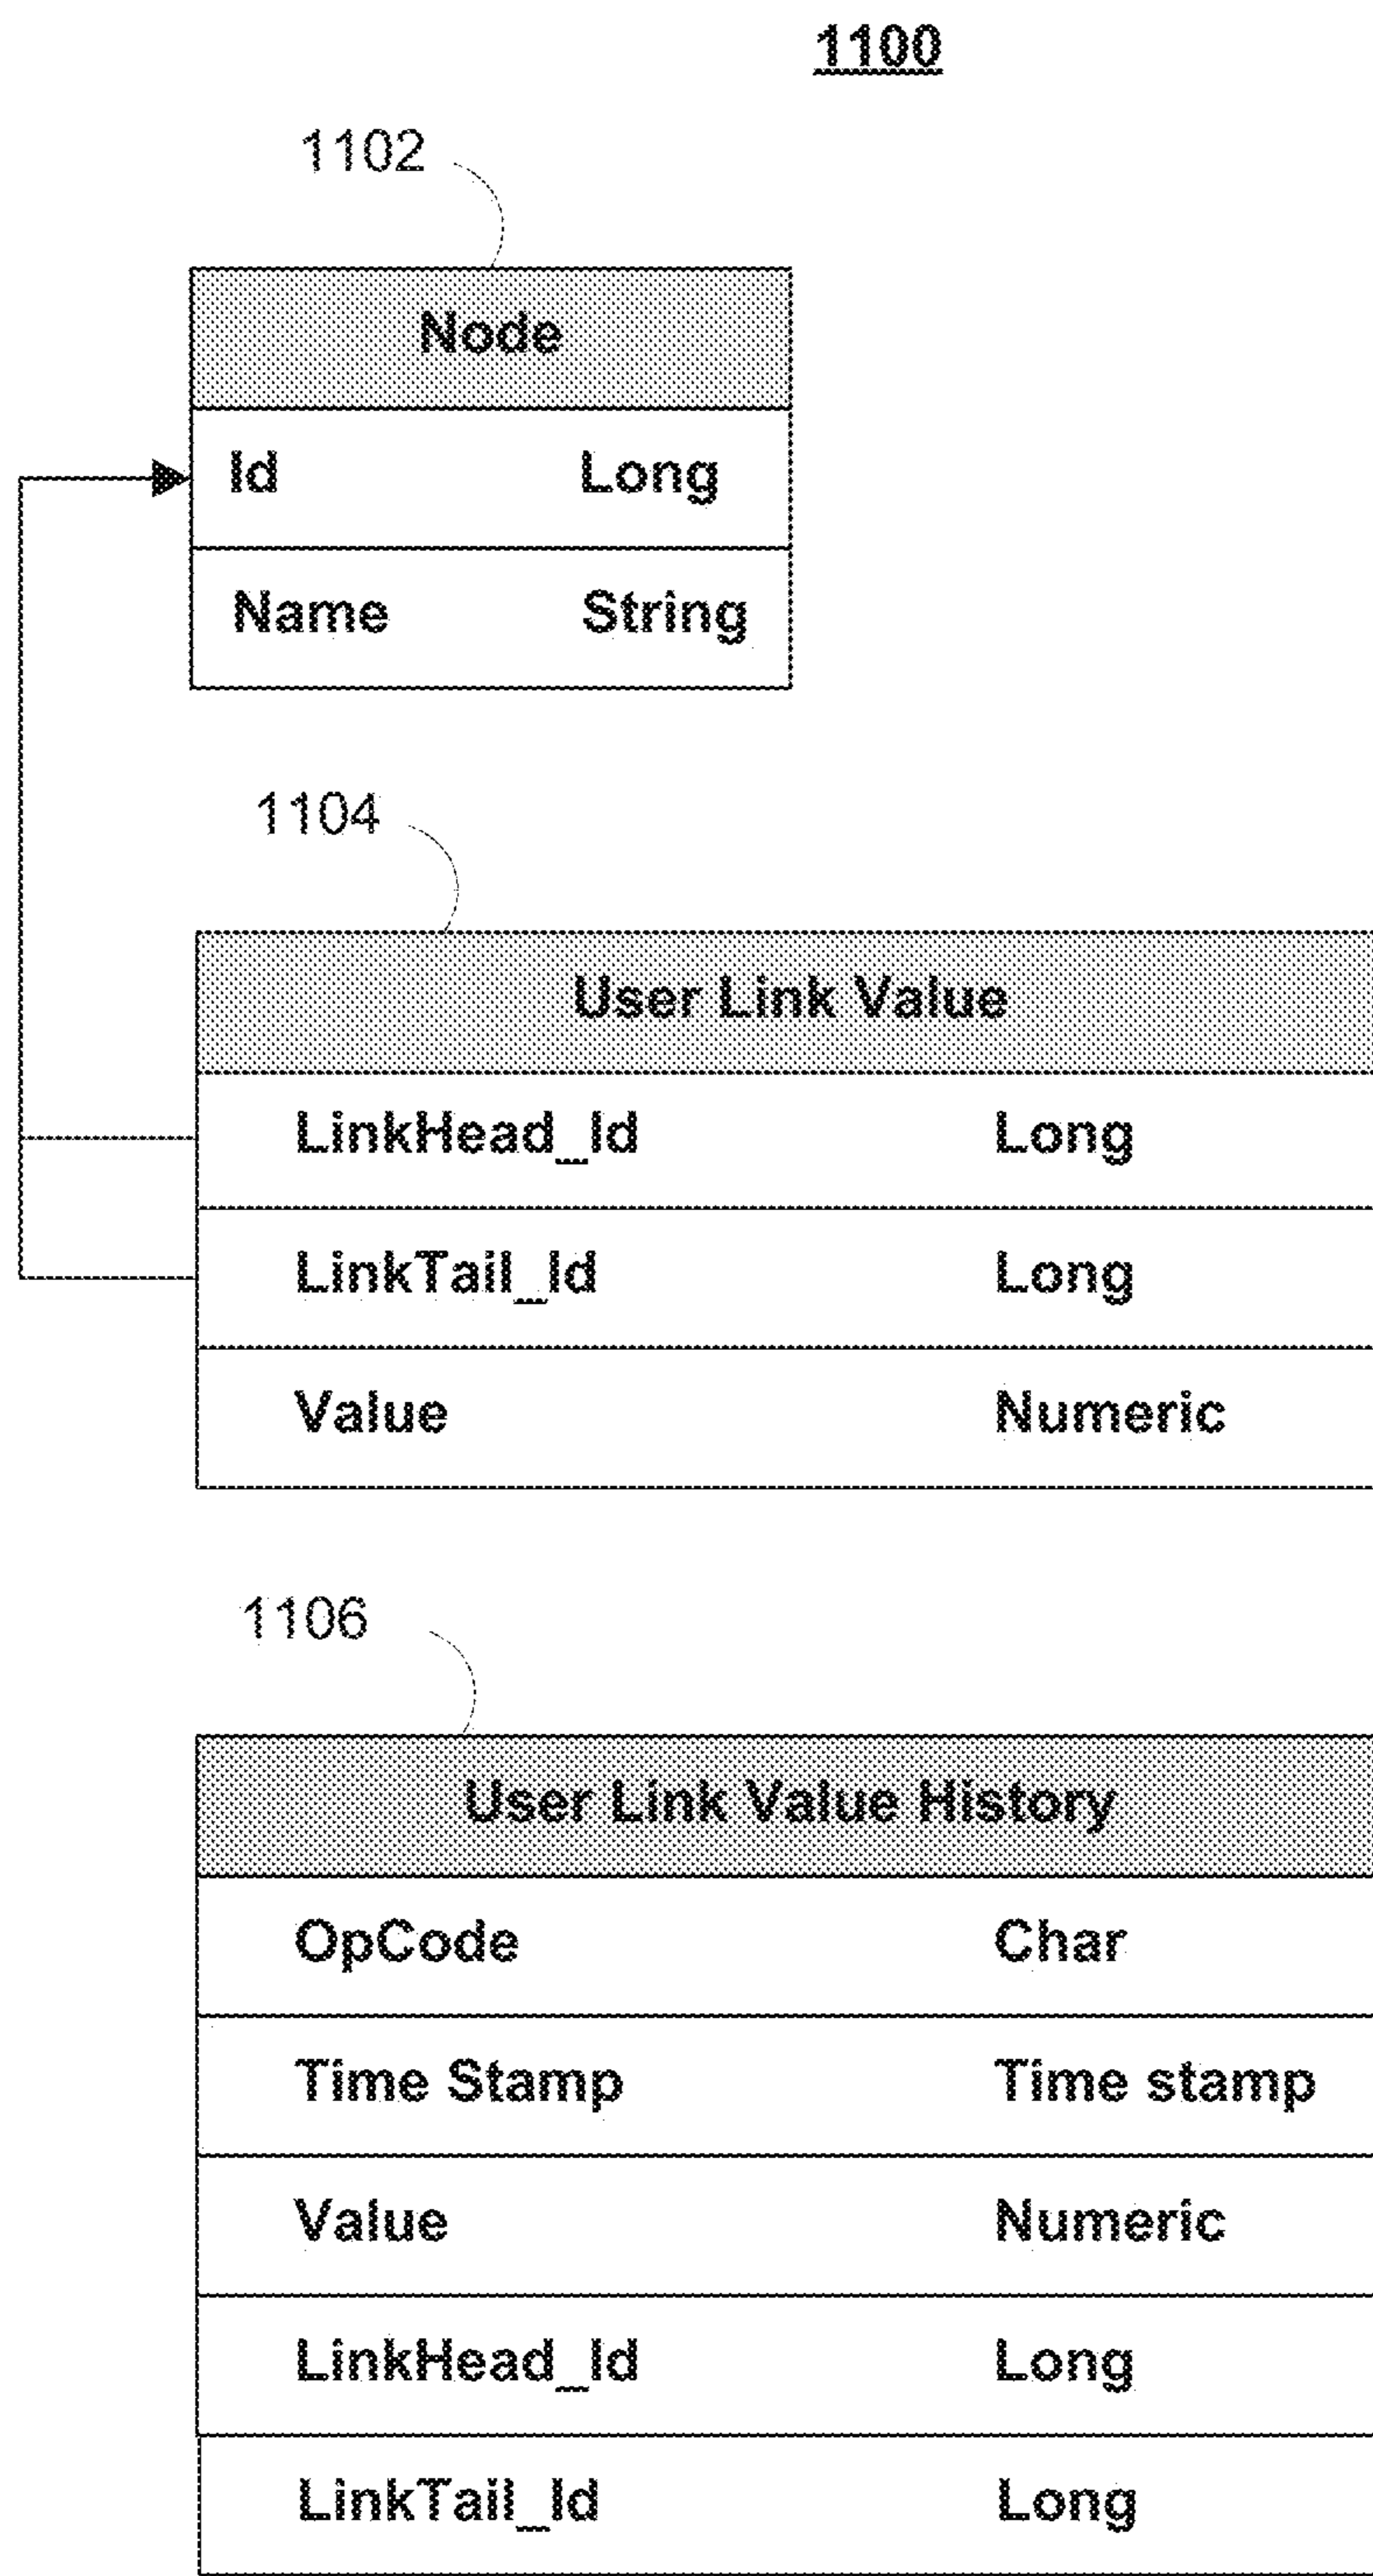 1100
1102
Node
Id Long
Name String
1104
User Link Value
LinkHead_Id Long
LinkTail_Id Long
Value Numeric
1106
User Link Value History
OpCode Char
Time Stamp Time stamp
Value Numeric
LinkHead_Id Long
LinkTail_Id Long